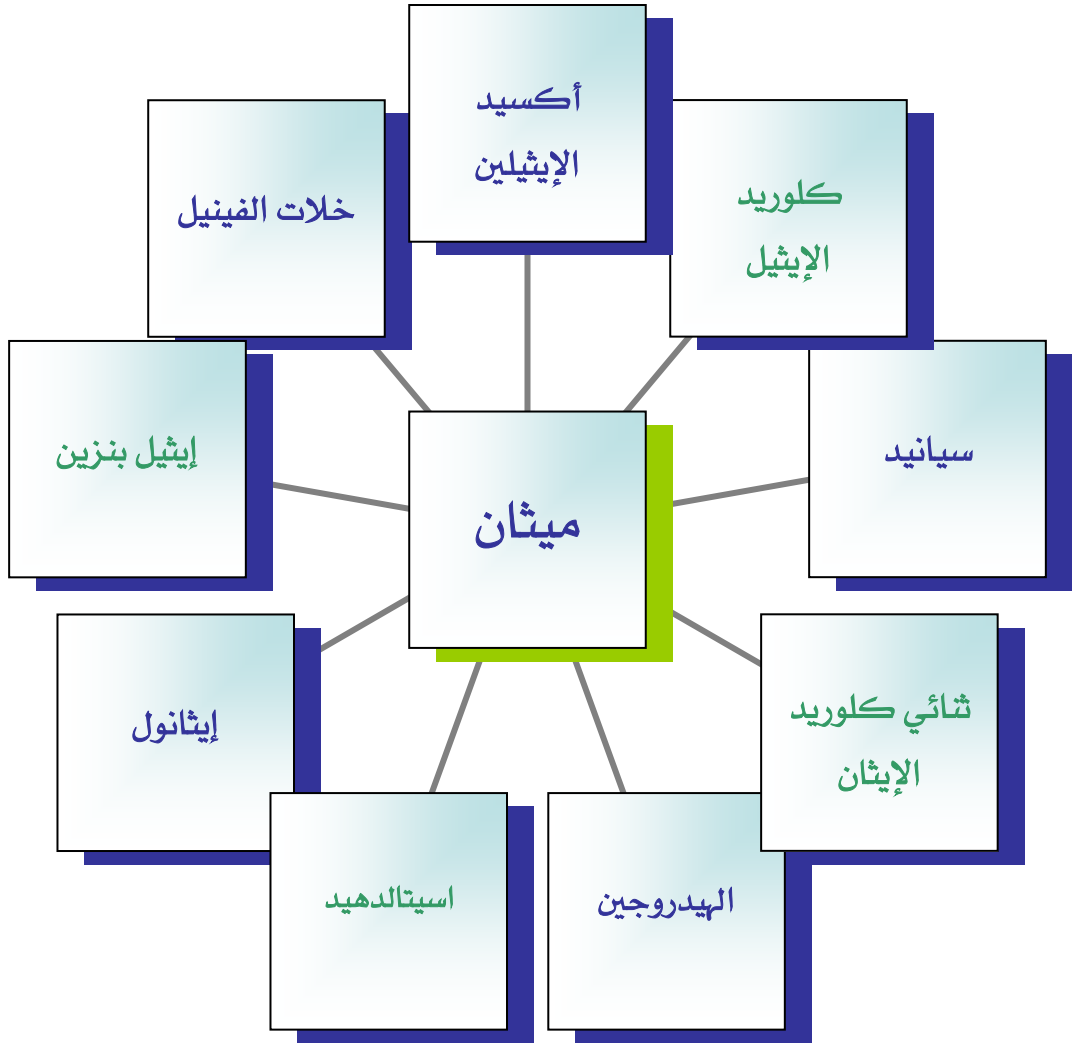 أكسيد
الإيثيلين
كلوريد
الإيثيل
خلات الفينيل
سيانيد
إيثيل بنزين
ميثان
ثنائي كلوريد
الإيثان
إيثانول
الهيدروجين
اسيتالدهيد